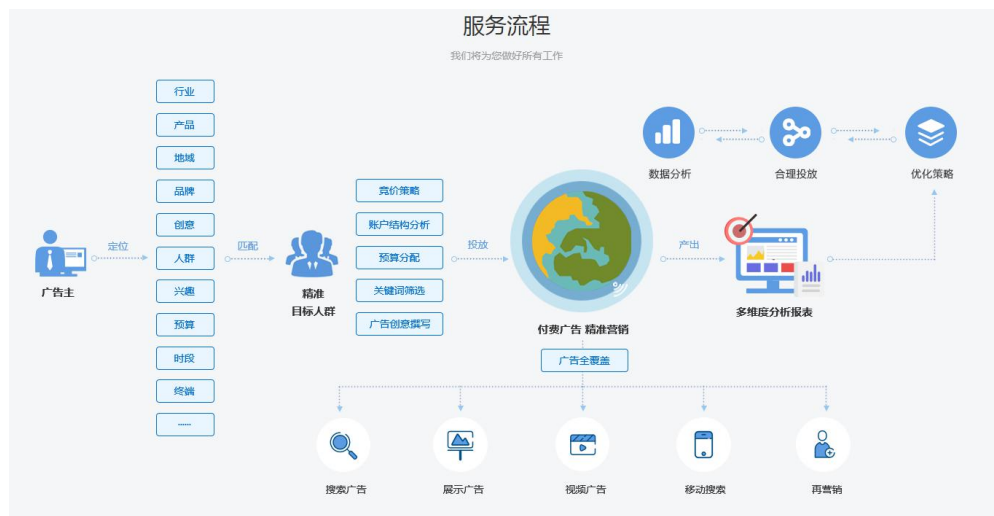 服务流程
我们将为您做好所有工作
行业
产品
地域
品牌
创意
人群
兴趣
预算
时段
终端
......
广告主
定位
匹配
精准
目标人群
竞价策略
账户结构分析
预算分配
关键词筛选
广告创意撰写
投放
付费广告 精准营销
产出
多维度分析报表
数据分析
合理投放
优化策略
广告全覆盖
搜索广告
展示广告
视频广告
移动搜索
再营销